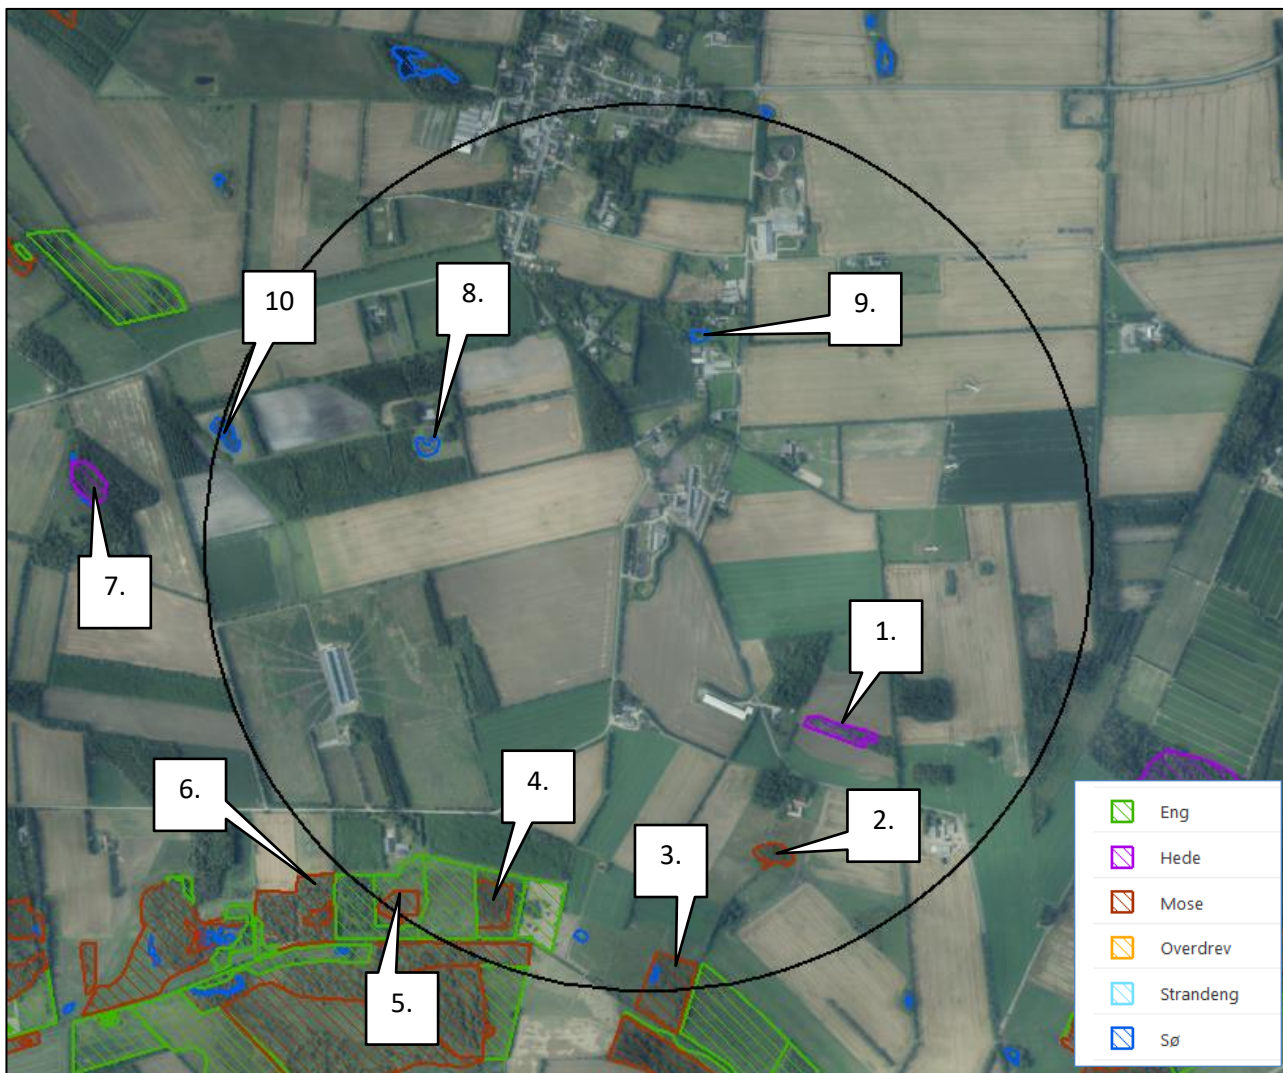 10
8.
9.
7.
1.
6.
4.
2.
3.
5.
Eng
Hede
Mose
Overdrev
Strandeng
Sø